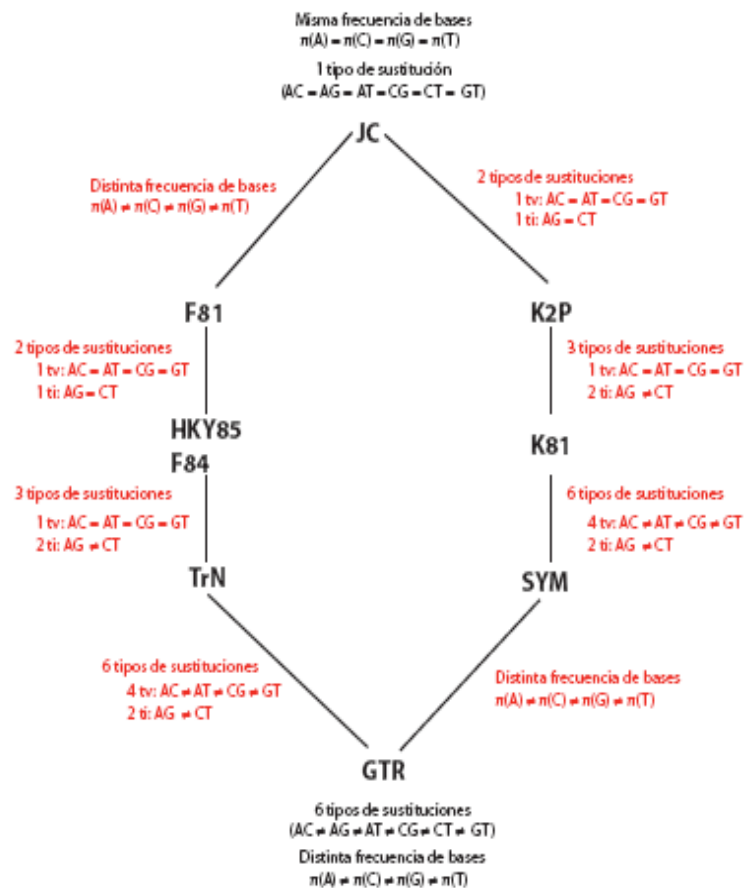 Misma frecuencia de bases
π(A) = π(C) = π(G) = π(T)
1 tipo de sustitución
(AC = AG = AT = CG = CT = GT)
JC
Distinta frecuencia de bases
π(A) ≠ π(C) ≠ π(G) ≠ π(T)
2 tipos de sustituciones
1 tv: AC = AT = CG = GT
1 ti: AG = CT
F81
K2P
2 tipos de sustituciones
1 tv: AC = AT = CG = GT
1 ti: AG = CT
3 tipos de sustituciones
1 tv: AC = AT = CG = GT
2 ti: AG ≠ CT
HKY85
F84
K81
3 tipos de sustituciones
1 tv: AC = AT = CG = GT
2 ti: AG ≠ CT
6 tipos de sustituciones
4 tv: AC ≠ AT ≠ CG ≠ GT
2 ti: AG ≠ CT
TrN
SYM
6 tipos de sustituciones
4 tv: AC ≠ AT ≠ CG ≠ GT
2 ti: AG ≠ CT
Distinta frecuencia de bases
π(A) ≠ π(C) ≠ π(G) ≠ π(T)
GTR
6 tipos de sustituciones
(AC ≠ AG ≠ AT ≠ CG ≠ CT ≠ GT)
Distinta frecuencia de bases
π(A) ≠ π(C) ≠ π(G) ≠ π(T)